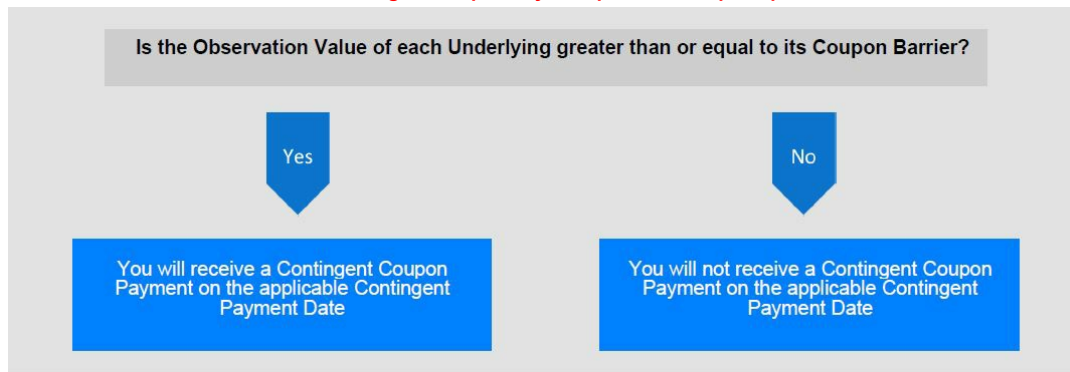 Is the Observation Value of each Underlying greater than or equal to its Coupon Barrier?
Yes
No
You will receive a Contingent Coupon
Payment on the applicable Contingent
Payment Date
You will not receive a Contingent Coupon
Payment on the applicable Contingent
Payment Date